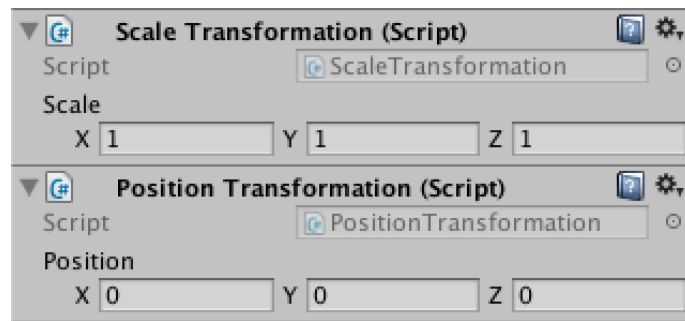 Scale Transformation (Script)
Script ScaleTransformation
Scale
X 1 Y 1 Z 1
Position Transformation (Script)
Script PositionTransformation
Position
X 0 Y 0 Z 0